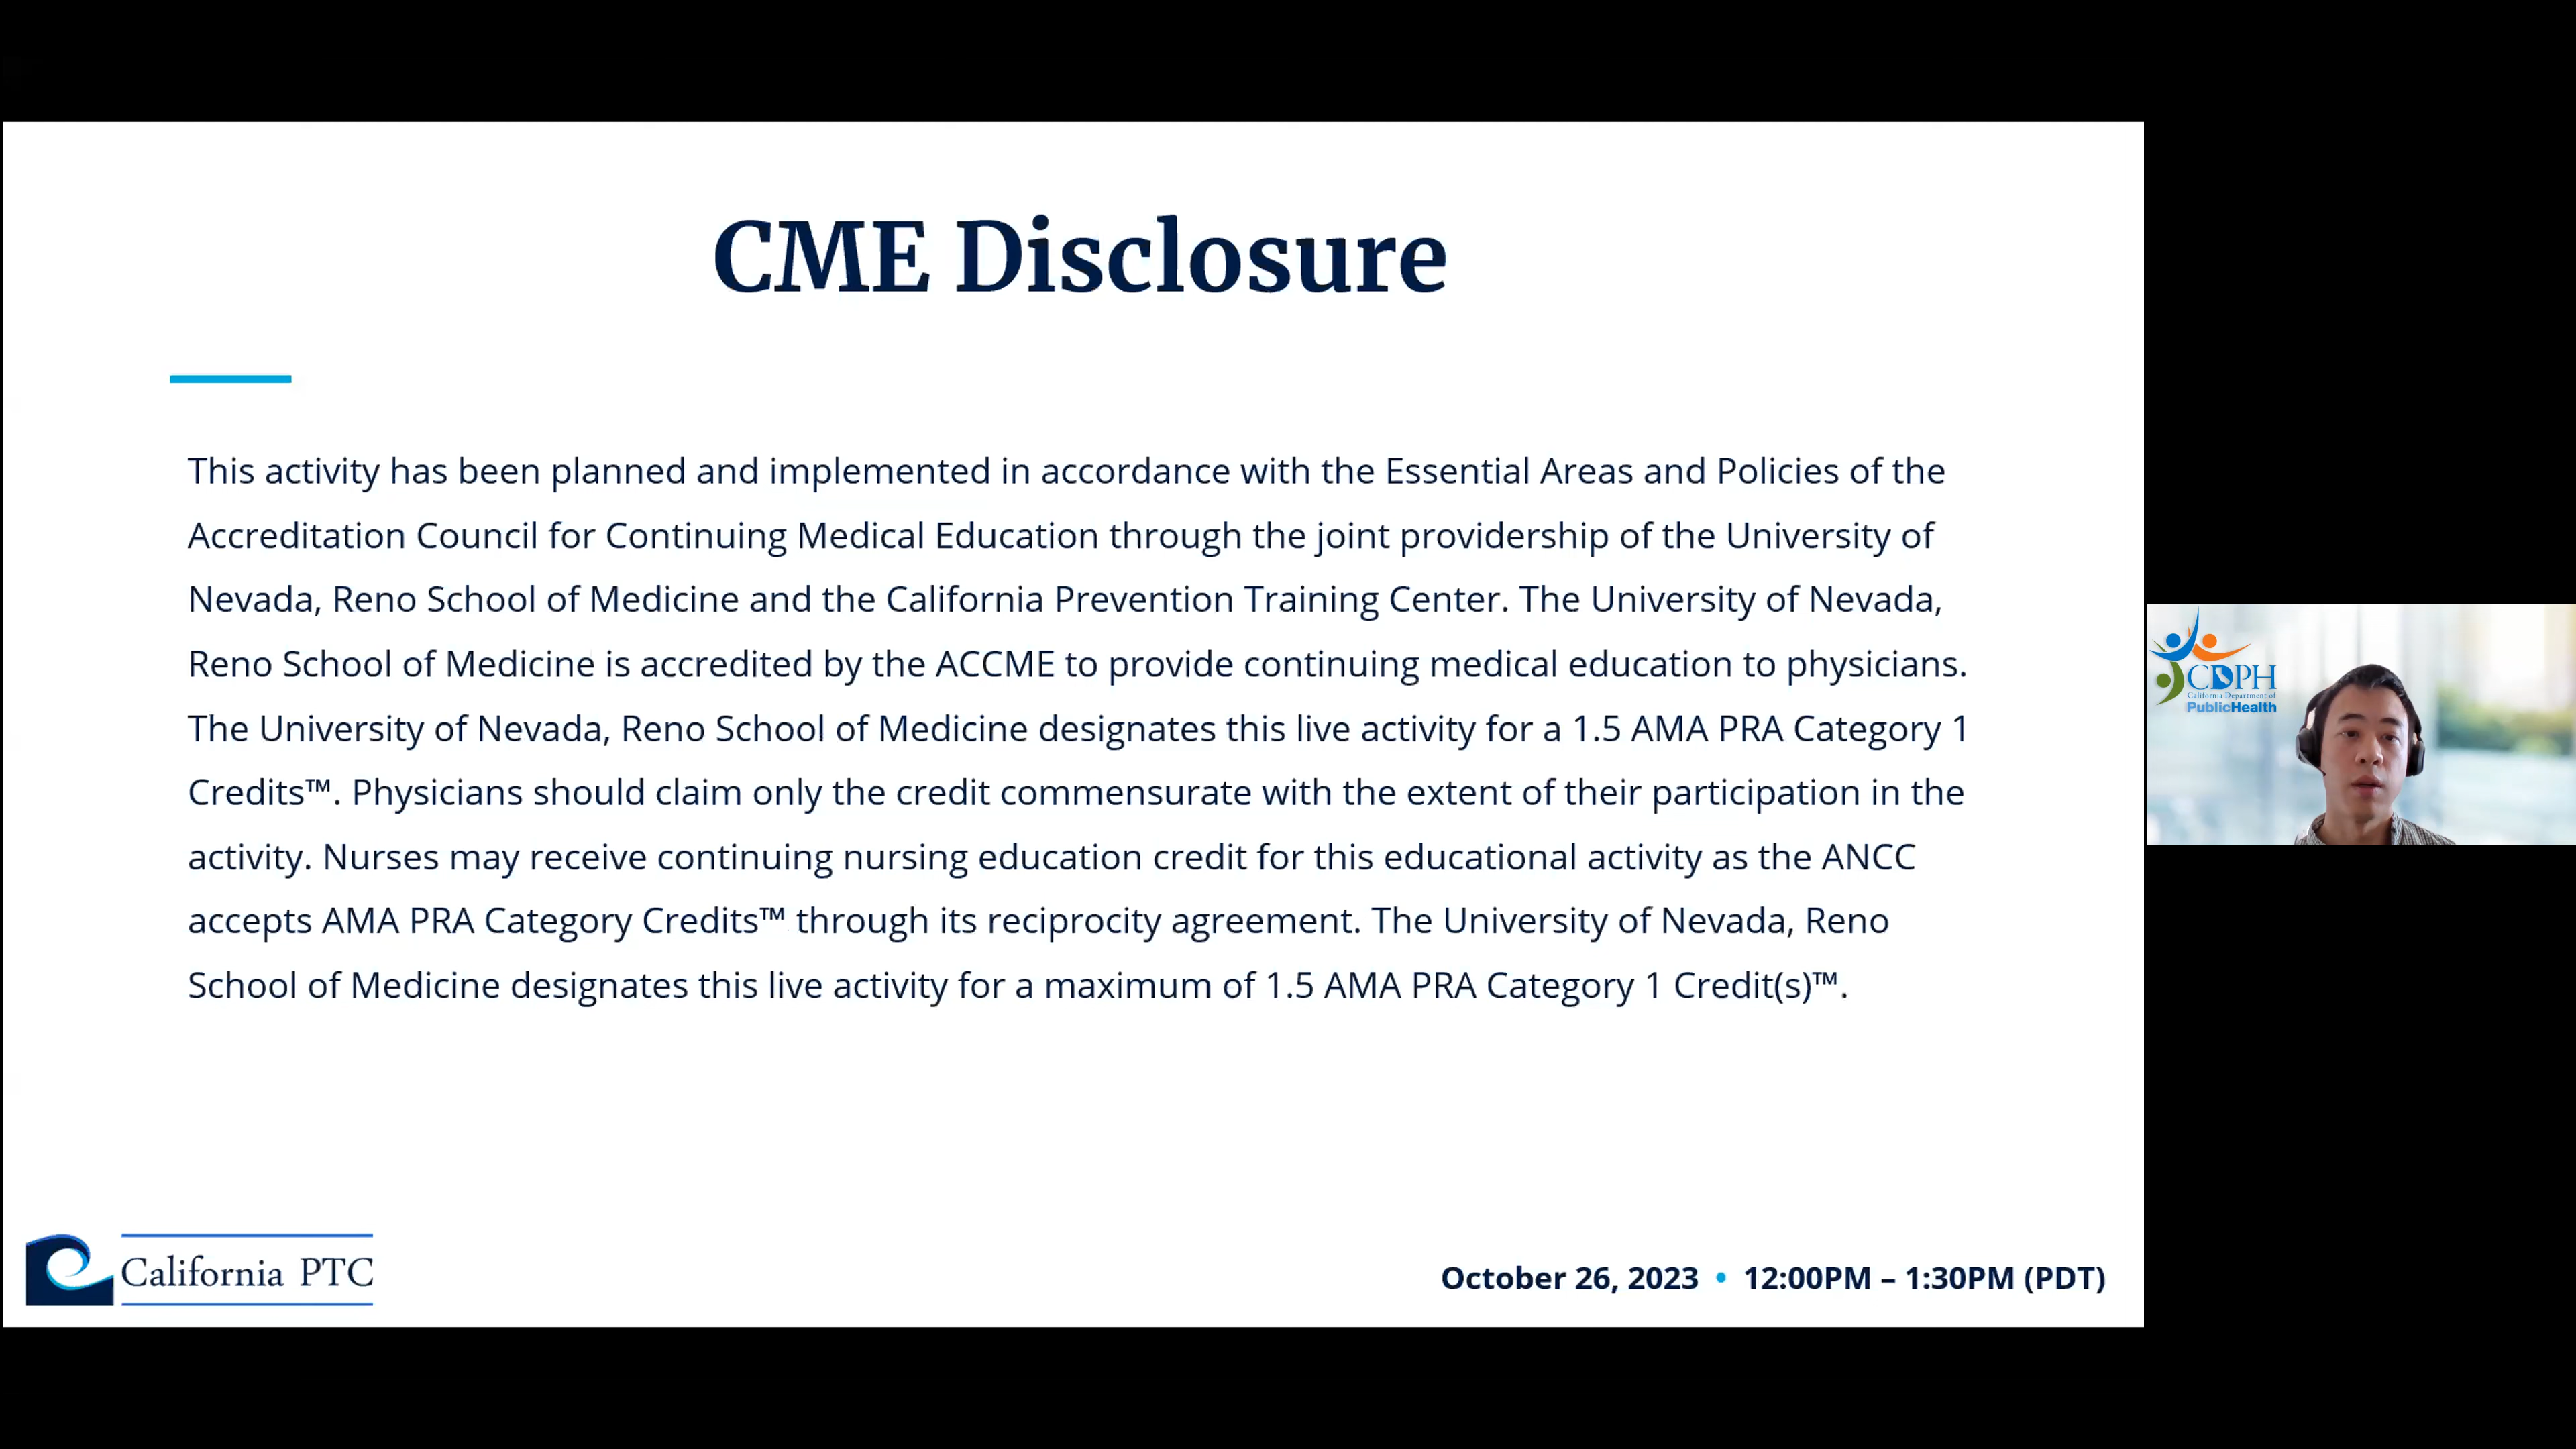 CME Disclosure
This activity has been planned and implemented in accordance with the Essential Areas and Policies of the
Accreditation Council for Continuing Medical Education through the joint providership of the University of
Nevada, Reno School of Medicine and the California Prevention Training Center. The University of Nevada,
Reno School of Medicine is accredited by the ACCME to provide continuing medical education to physicians.
The University of Nevada, Reno School of Medicine designates this live activity for a 1.5 AMA PRA Category 1
Credits™. Physicians should claim only the credit commensurate with the extent of their participation in the
activity. Nurses may receive continuing nursing education credit for this educational activity as the ANCC
accepts AMA PRA Category Credits™ through its reciprocity agreement. The University of Nevada, Reno
School of Medicine designates this live activity for a maximum of 1.5 AMA PRA Category 1 Credit(s)™.
California PTC
October 26, 2023 • 12:00PM – 1:30PM (PDT)
CDPH
California Department of
PublicHealth